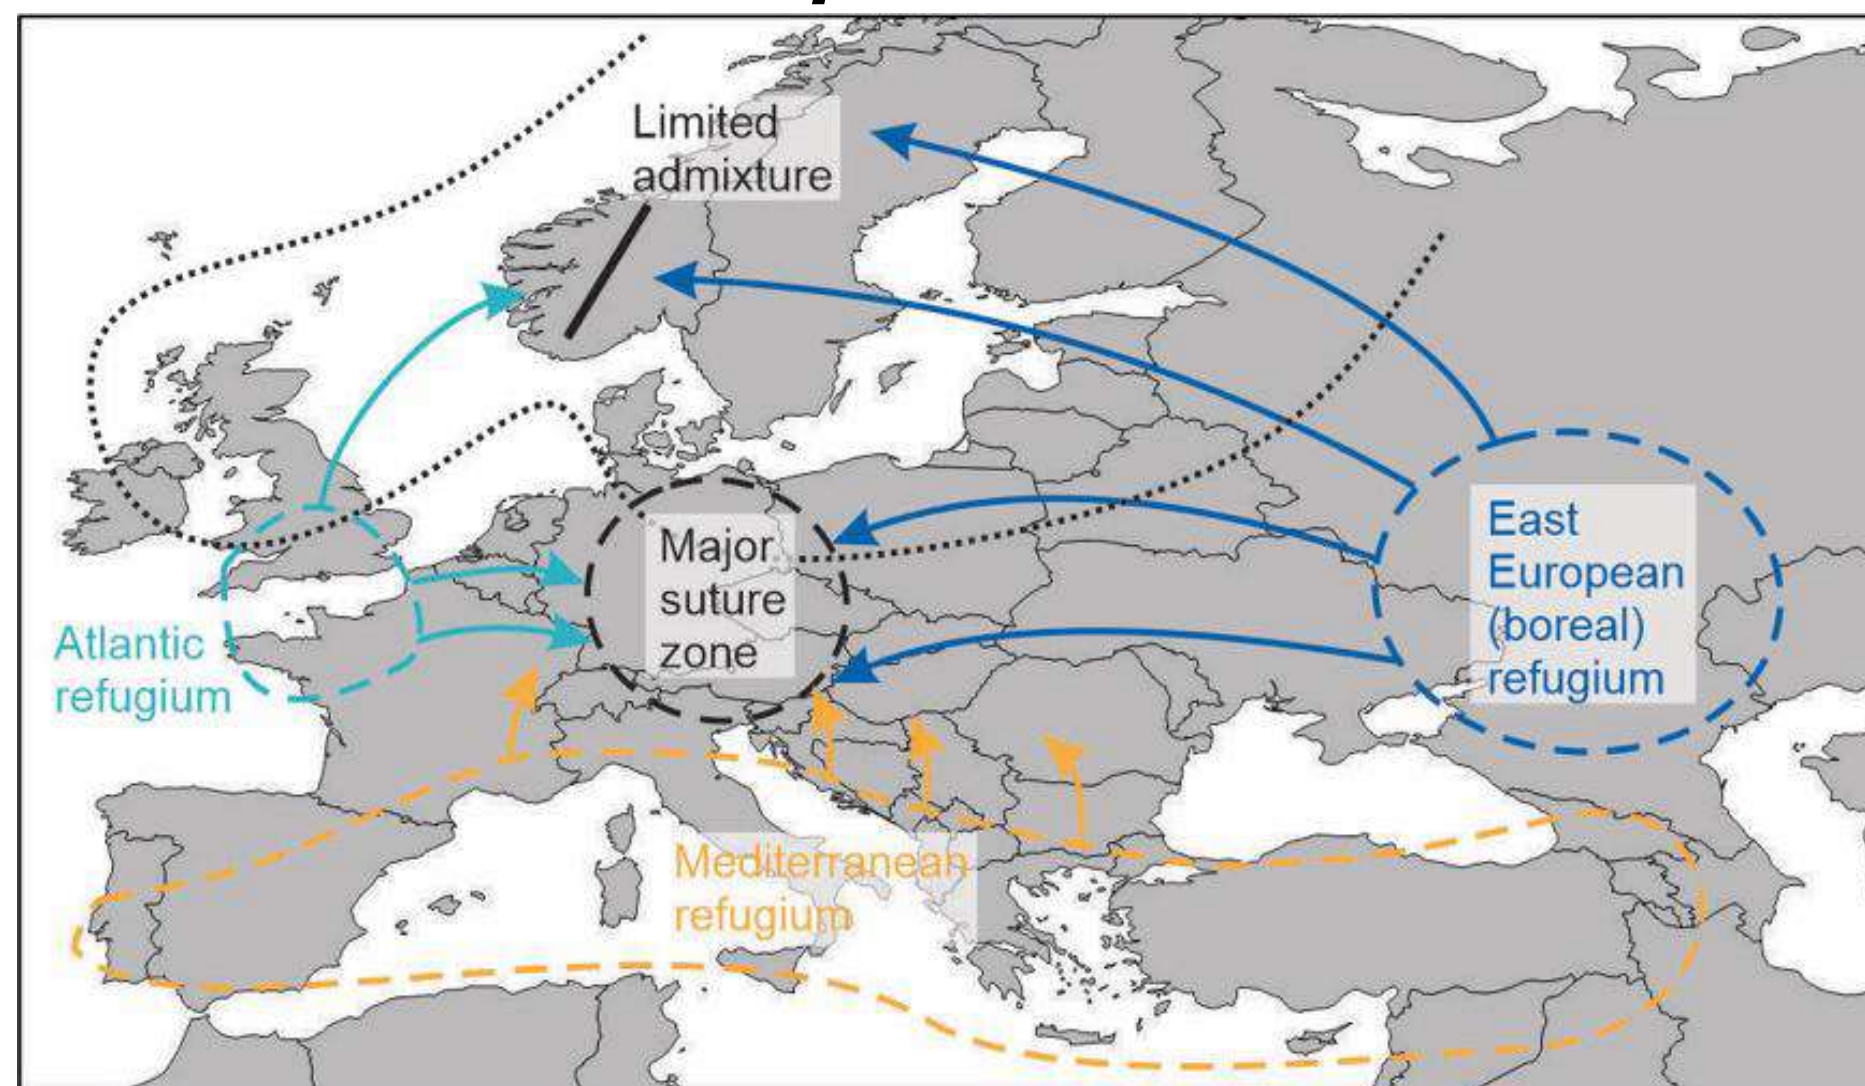 Limited
admixture
Major
suture
zone
East
European
(boreal)
refugium
Atlantic
refugium
Mediterranean
refugium